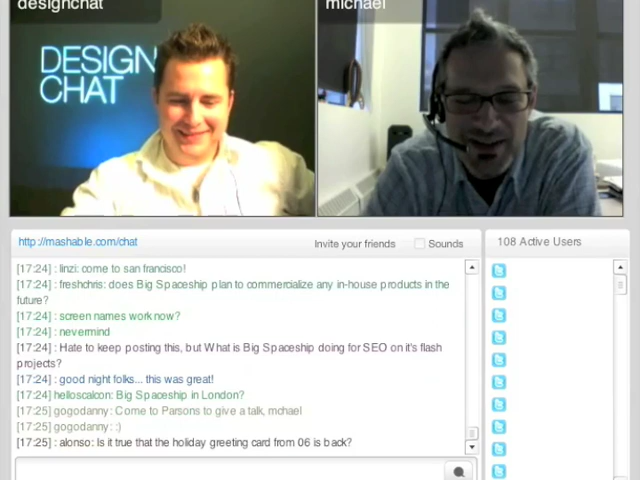 designchat
michael
DESIGN
CHAT
http://mashable.com/chat
Invite your friends
Sounds
108 Active Users
[17:24] : linzi: come to san francisco!
[17:24] : freshchris: does Big Spaceship plan to commercialize any in-house products in the
future?
[17:24] : screen names work now?
[17:24] : nevermind
[17:24] : Hate to keep posting this, but What is Big Spaceship doing for SEO on it's flash
projects?
[17:24] : good night folks... this was great!
[17:24] helloscalcon: Big Spaceship in London?
[17:25] gogodanny: Come to Parsons to give a talk, mchael
[17:25] gogodanny: :)
[17:25] : alonso: Is it true that the holiday greeting card from 06 is back?